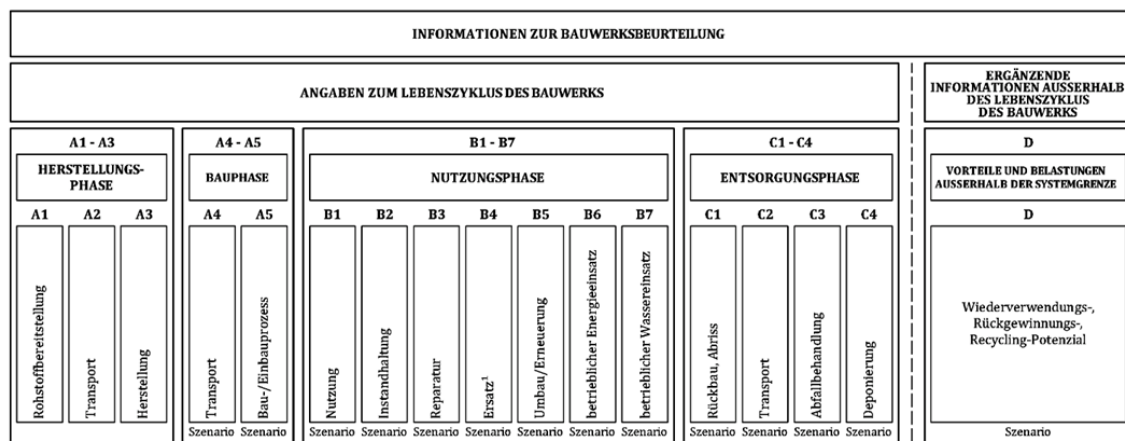 INFORMATIONEN ZUR BAUWERKSBEURTEILUNG
ANGABEN ZUM LEBENSZYKLUS DES BAUWERKS
ERGÄNZENDE
INFORMATIONEN AUSSERHALB
DES LEBENSZYKLUS
DES BAUWERKS
A1 - A3
HERSTELLUNGS-
PHASE
A1 A2 A3
Rohstoffbereitstellung
Transport
Herstellung
A4 - A5
BAUPHASE
A4 A5
Transport
Bau-/Einbauprozess
Szenario Szenario
B1 - B7
NUTZUNGSPHASE
B1 B2 B3 B4 B5 B6 B7
Nutzung
Instandhaltung
Reparatur
Ersatz¹
Umbau/Erneuerung
betrieblicher Energieeinsatz
betrieblicher Wassereinsatz
Szenario Szenario Szenario Szenario Szenario Szenario Szenario
C1 - C4
ENTSORGUNGSPHASE
C1 C2 C3 C4
Rückbau, Abriss
Transport
Abfallbehandlung
Deponierung
Szenario Szenario Szenario Szenario
D
VORTEILE UND BELASTUNGEN
AUSSERHALB DER SYSTEMGRENZE
D
Wiederverwendungs-,
Rückgewinnungs-,
Recycling-Potenzial
Szenario